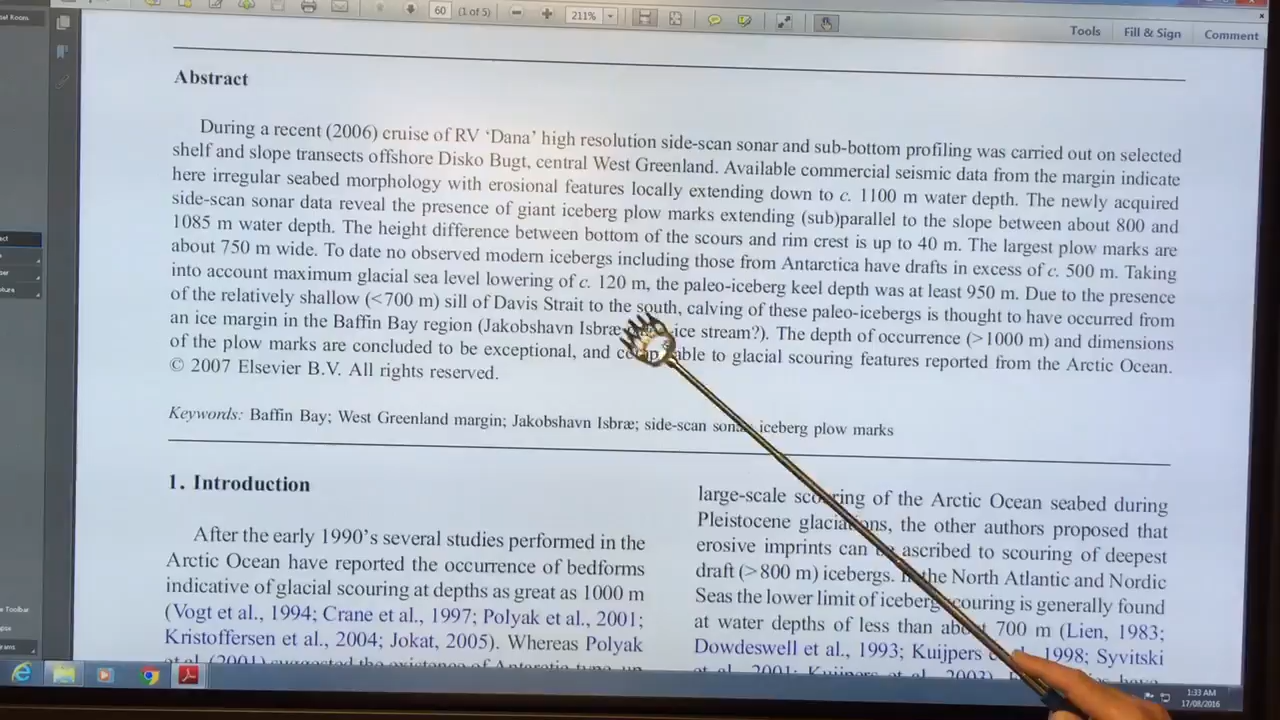 60 (1 of 5) 211%
Tools Fill & Sign Comment
Abstract
During a recent (2006) cruise of RV ‘Dana’ high resolution side-scan sonar and sub-bottom profiling was carried out on selected
shelf and slope transects offshore Disko Bugt, central West Greenland. Available commercial seismic data from the margin indicate
here irregular seabed morphology with erosional features locally extending down to c. 1100 m water depth. The newly acquired
side-scan sonar data reveal the presence of giant iceberg plow marks extending (sub)parallel to the slope between about 800 and
1085 m water depth. The height difference between bottom of the scours and rim crest is up to 40 m. The largest plow marks are
about 750 m wide. To date no observed modern icebergs including those from Antarctica have drafts in excess of c. 500 m. Taking
into account maximum glacial sea level lowering of c. 120 m, the paleo-iceberg keel depth was at least 950 m. Due to the presence
of the relatively shallow (<700 m) sill of Davis Strait to the south, calving of these paleo-icebergs is thought to have occurred from
an ice margin in the Baffin Bay region (Jakobshavn Isbræ ice stream?). The depth of occurrence (>1000 m) and dimensions
of the plow marks are concluded to be exceptional, and to glacial scouring features reported from the Arctic Ocean.
© 2007 Elsevier B.V. All rights reserved.
Keywords: Baffin Bay; West Greenland margin; Jakobshavn Isbræ; side-scan sonar; iceberg plow marks
1. Introduction
After the early 1990’s several studies performed in the
Arctic Ocean have reported the occurrence of bedforms
indicative of glacial scouring at depths as great as 1000 m
(Vogt et al., 1994; Crane et al., 1997; Polyak et al., 2001;
Kristoffersen et al., 2004; Jokat, 2005). Whereas Polyak
et al. (2001) suggested the existence of
large-scale scouring of the Arctic Ocean seabed during
Pleistocene glaciations, the other authors proposed that
erosive imprints can be ascribed to scouring of deepest
draft (>800 m) icebergs. In the North Atlantic and Nordic
Seas the lower limit of iceberg scouring is generally found
at water depths of less than about 700 m (Lien, 1983;
Dowdeswell et al., 1993; Kuijpers 1998; Syvitski
et al., 2001; Kuijpers et al., 2003).
1:33 AM
17/08/2016